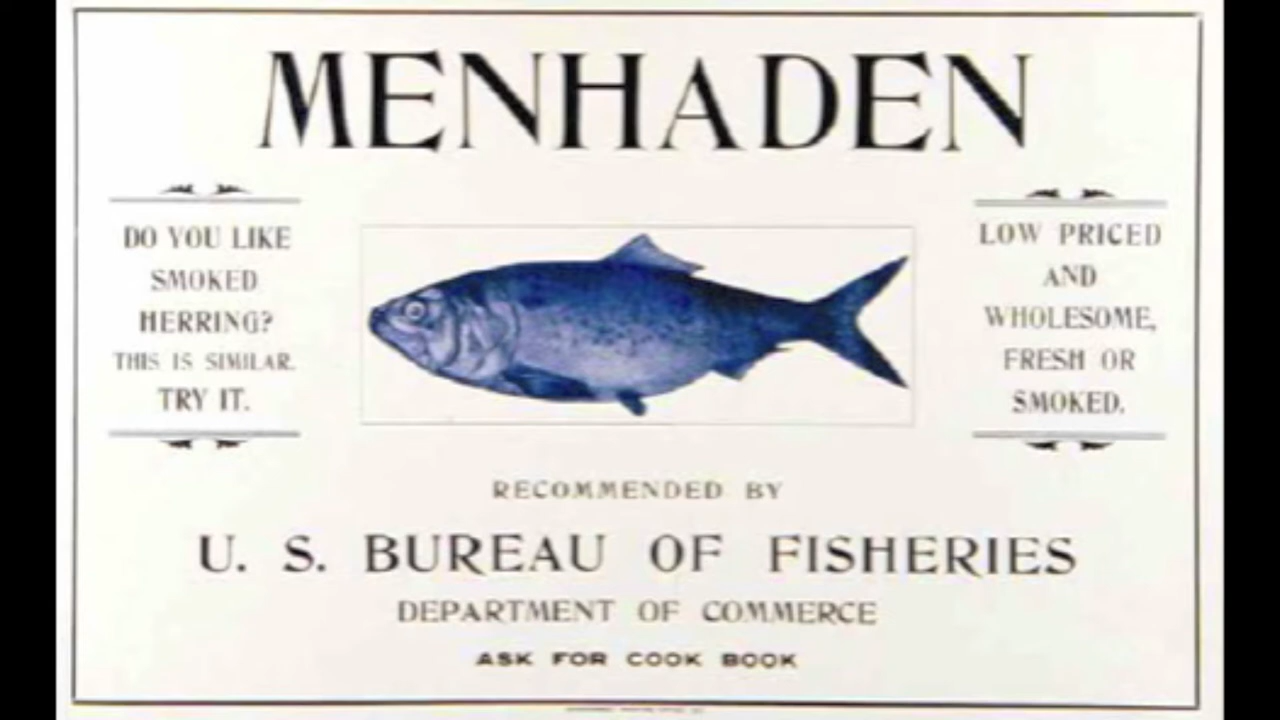 MENHADEN
DO YOU LIKE
SMOKED
HERRING?
THIS IS SIMILAR.
TRY IT.
LOW PRICED
AND
WHOLESOME,
FRESH OR
SMOKED.
RECOMMENDED BY
U. S. BUREAU OF FISHERIES
DEPARTMENT OF COMMERCE
ASK FOR COOK BOOK